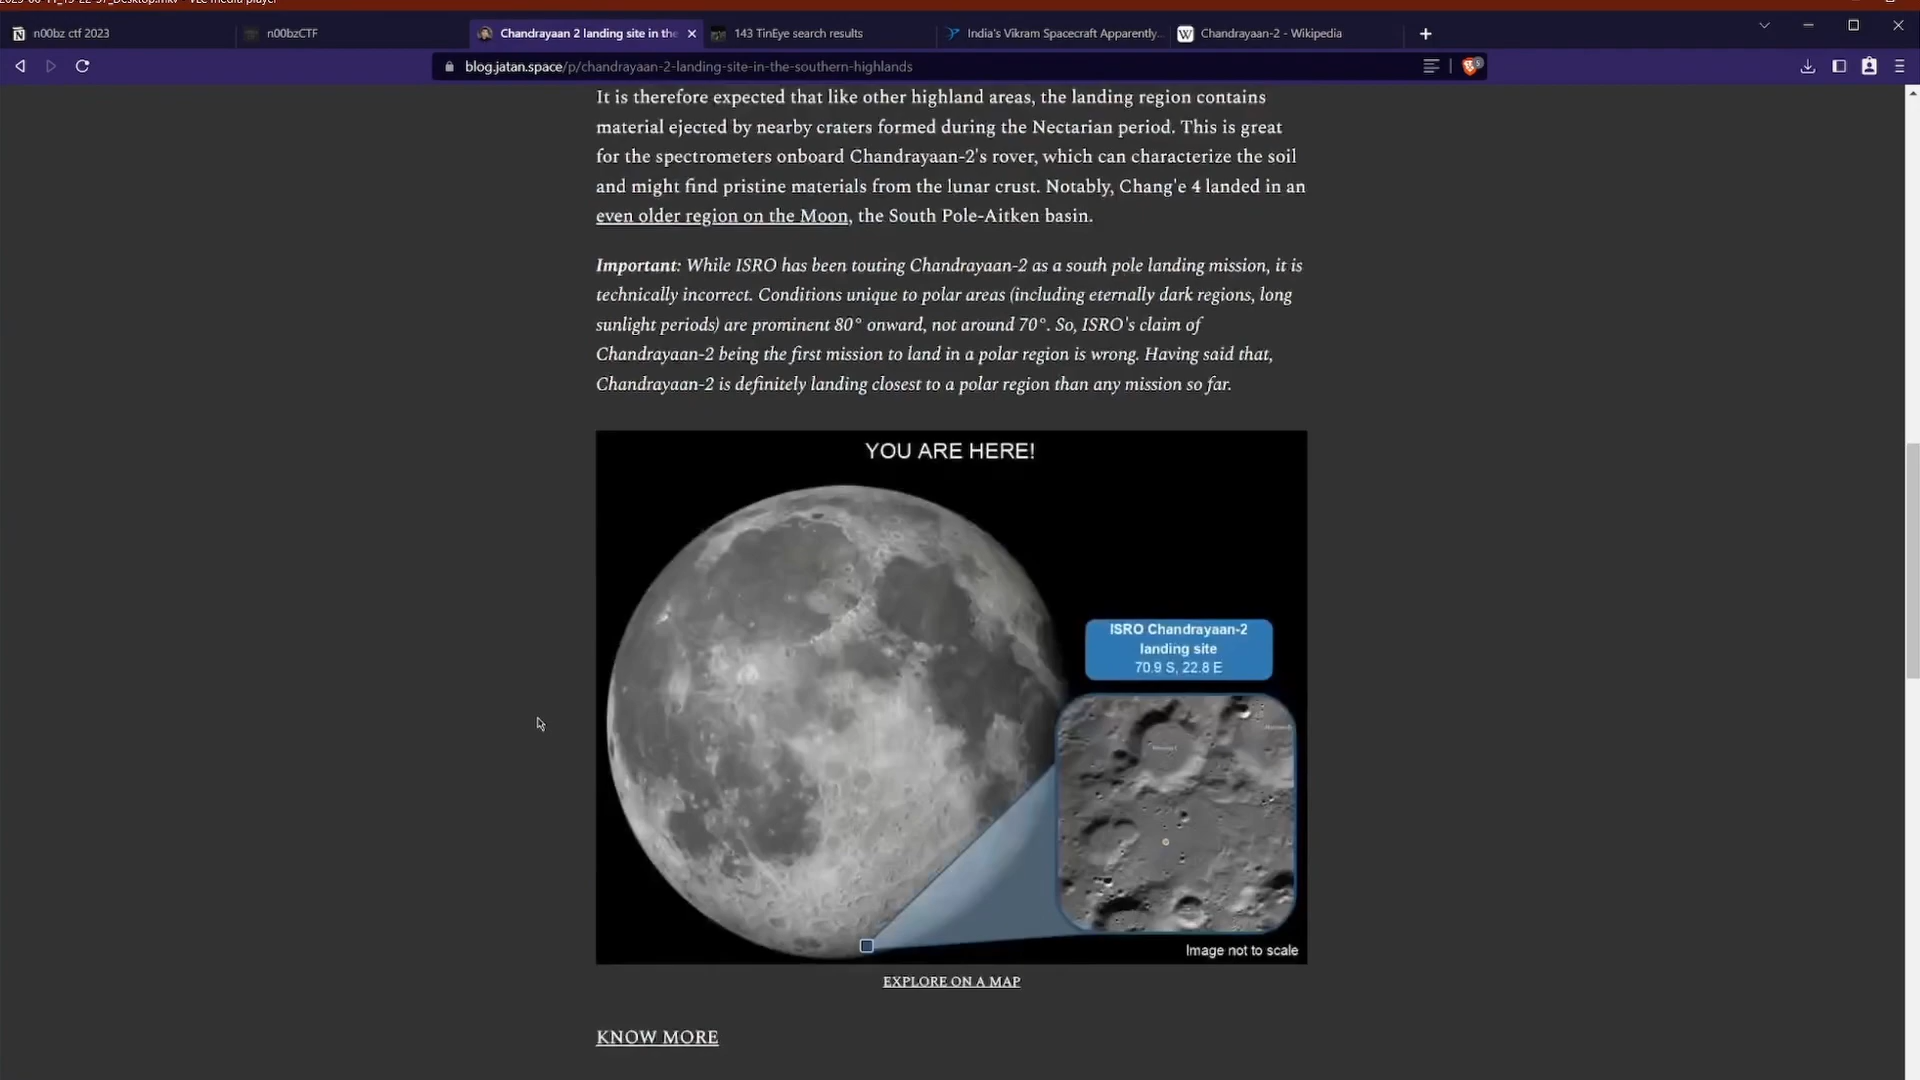 n00bz ctf 2023
n00bzCTF
Chandrayaan 2 landing site in the
143 TinEye search results
India's Vikram Spacecraft Apparently
Chandrayaan-2 - Wikipedia
blog.jatan.space/p/chandrayaan-2-landing-site-in-the-southern-highlands
It is therefore expected that like other highland areas, the landing region contains
material ejected by nearby craters formed during the Nectarian period. This is great
for the spectrometers onboard Chandrayaan-2's rover, which can characterize the soil
and might find pristine materials from the lunar crust. Notably, Chang'e 4 landed in an
even older region on the Moon, the South Pole-Aitken basin.
Important: While ISRO has been touting Chandrayaan-2 as a south pole landing mission, it is
technically incorrect. Conditions unique to polar areas (including eternally dark regions, long
sunlight periods) are prominent 80° onward, not around 70°. So, ISRO's claim of
Chandrayaan-2 being the first mission to land in a polar region is wrong. Having said that,
Chandrayaan-2 is definitely landing closest to a polar region than any mission so far.
YOU ARE HERE!
ISRO Chandrayaan-2
landing site
70.9 S, 22.8 E
Image not to scale
EXPLORE ON A MAP
KNOW MORE